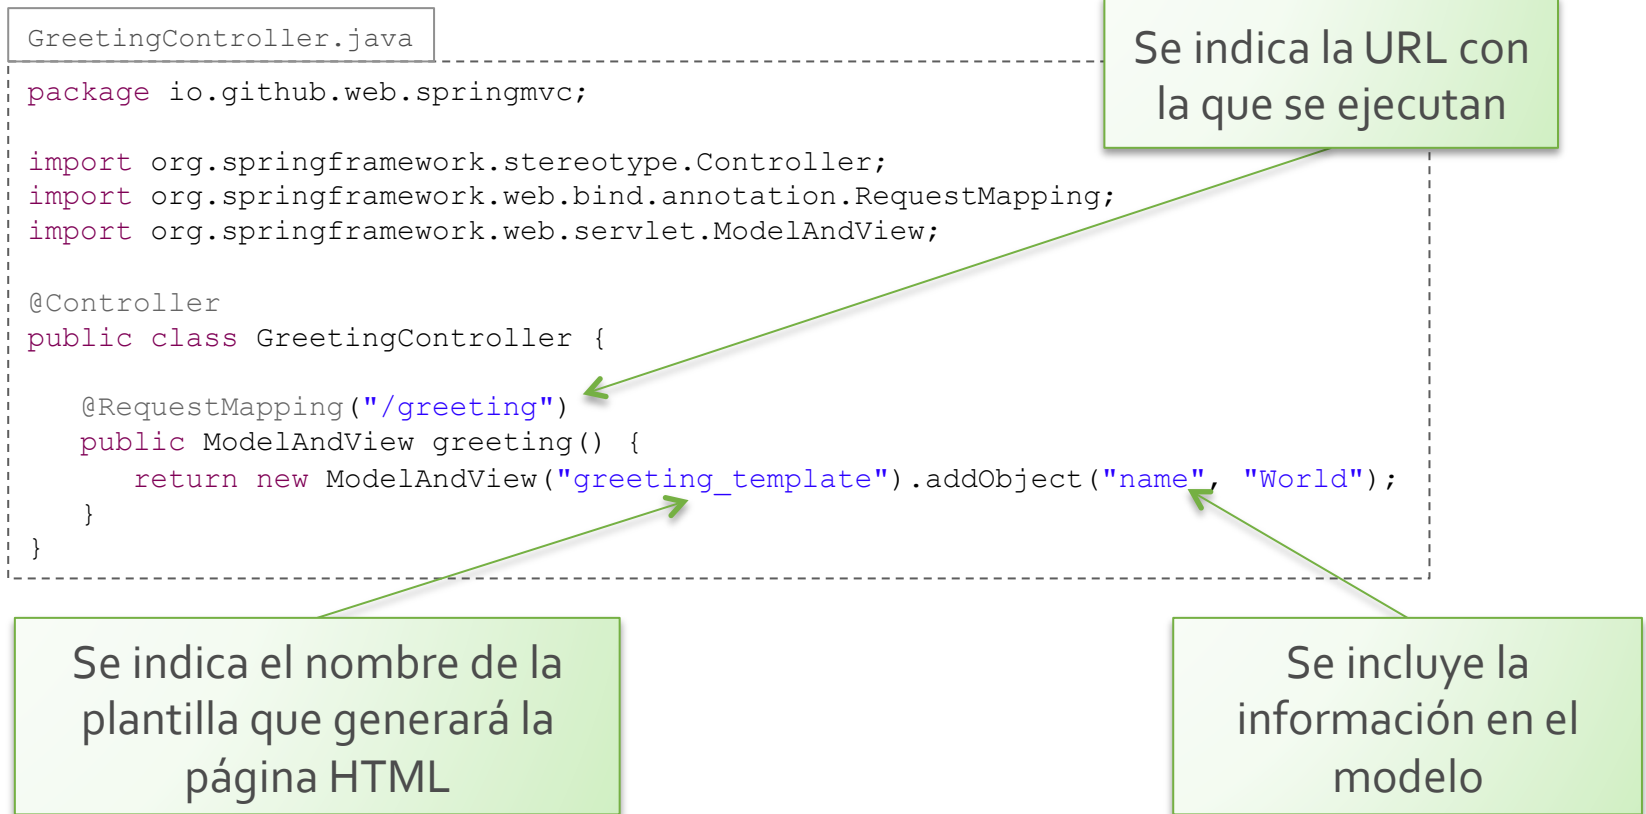 GreetingController.java
Se indica la URL con
la que se ejecutan
package io.github.web.springmvc;
import org.springframework.stereotype.Controller;
import org.springframework.web.bind.annotation.RequestMapping;
import org.springframework.web.servlet.ModelAndView;
@Controller
public class GreetingController {
@RequestMapping("/greeting")
public ModelAndView greeting() {
return new ModelAndView("greeting_template").addObject("name", "World");
}
}
Se indica el nombre de la
plantilla que generará la
página HTML
Se incluye la
información en el
modelo